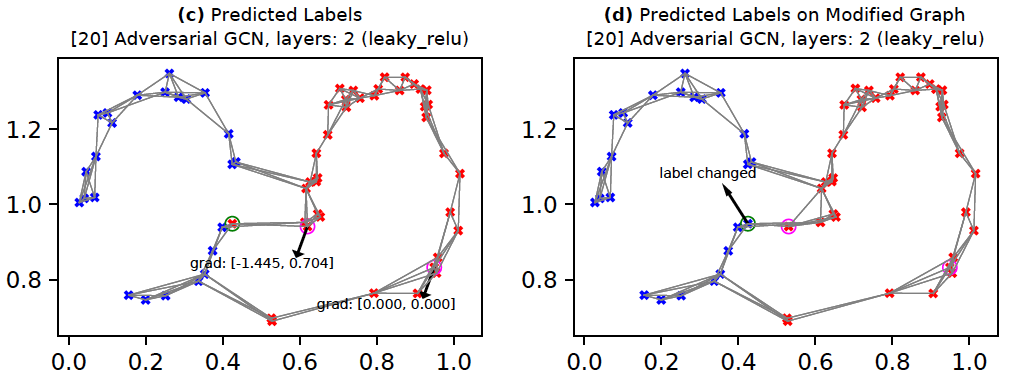 (c) Predicted Labels
[20] Adversarial GCN, layers: 2 (leaky_relu)
1.2
1.0
0.8
grad: [-1.445, 0.704]
grad: [0.000, 0.000]
0.0 0.2 0.4 0.6 0.8 1.0
(d) Predicted Labels on Modified Graph
[20] Adversarial GCN, layers: 2 (leaky_relu)
1.2
1.0
0.8
label changed
0.0 0.2 0.4 0.6 0.8 1.0